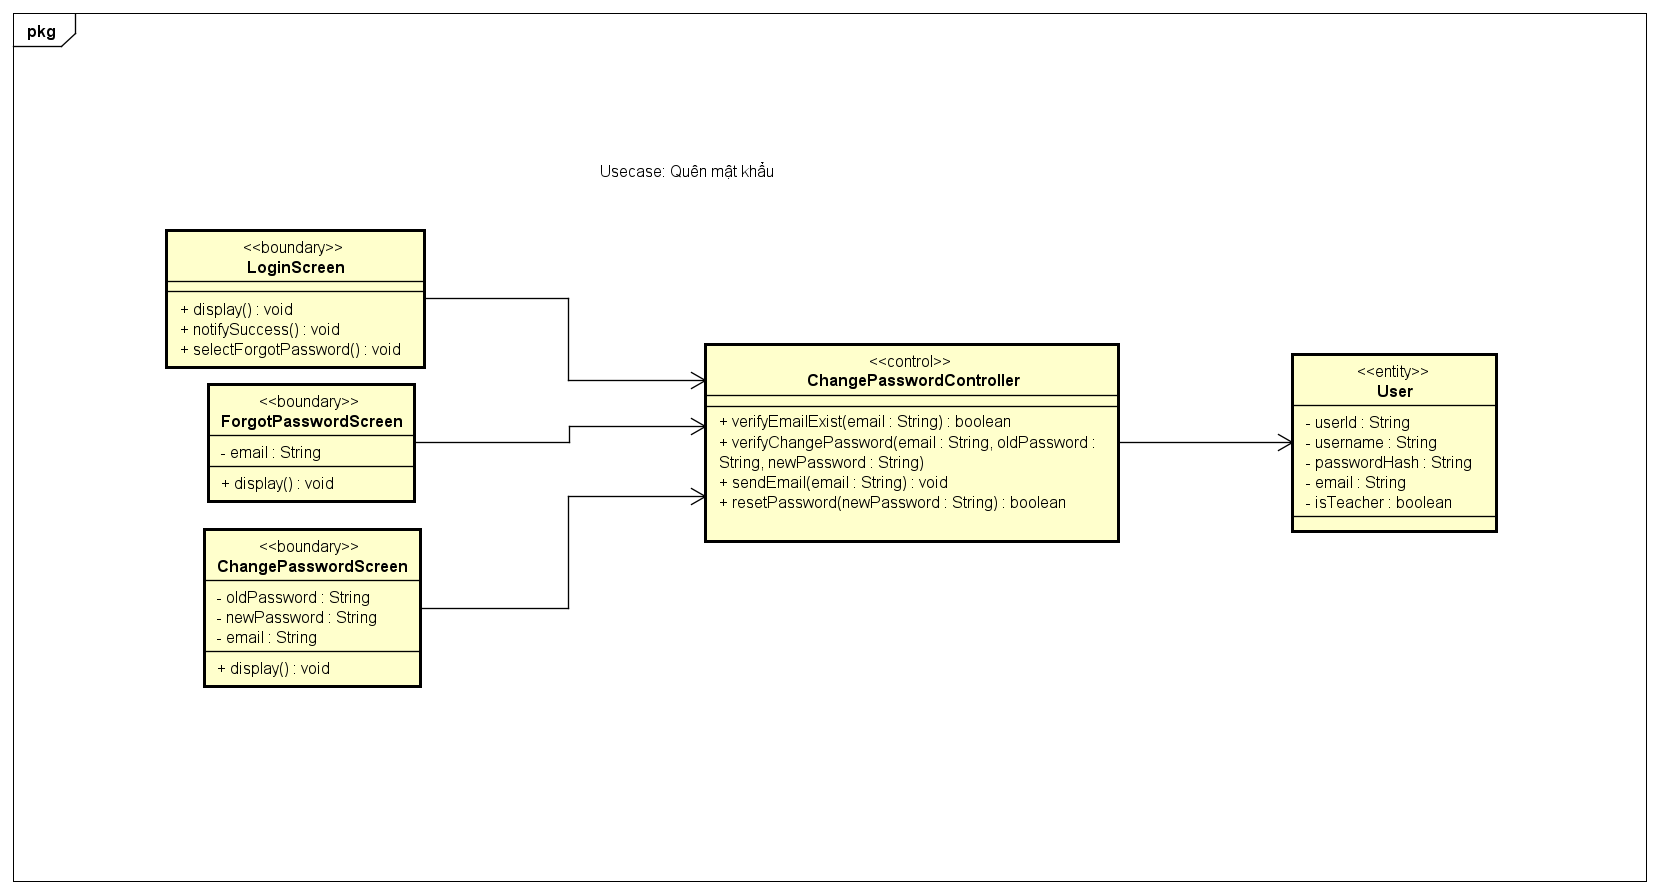 pkg
Usecase: Quên mật khẩu
<<boundary>>
LoginScreen
+ display() : void
+ notifySuccess() : void
+ selectForgotPassword() : void
<<boundary>>
ForgotPasswordScreen
- email : String
+ display() : void
<<boundary>>
ChangePasswordScreen
- oldPassword : String
- newPassword : String
- email : String
+ display() : void
<<control>>
ChangePasswordController
+ verifyEmailExist(email : String) : boolean
+ verifyChangePassword(email : String, oldPassword :
String, newPassword : String)
+ sendEmail(email : String) : void
+ resetPassword(newPassword : String) : boolean
<<entity>>
User
- userId : String
- username : String
- passwordHash : String
- email : String
- isTeacher : boolean